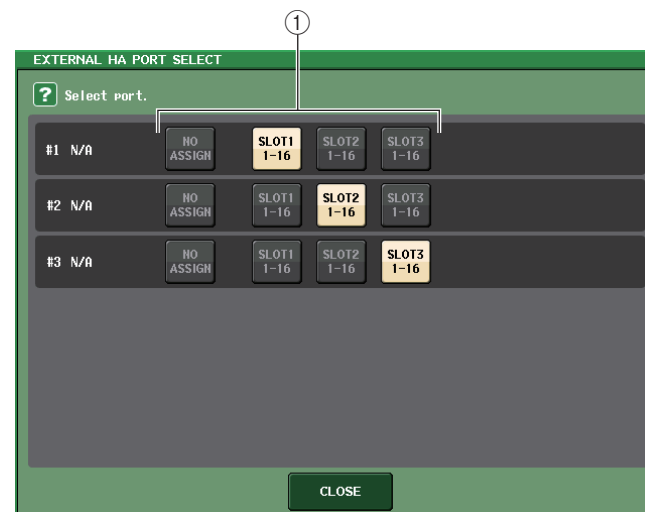 ①
EXTERNAL HA PORT SELECT
? Select port.
#1 N/A NO ASSIGN SLOT1 1-16 SLOT2 1-16 SLOT3 1-16
#2 N/A NO ASSIGN SLOT1 1-16 SLOT2 1-16 SLOT3 1-16
#3 N/A NO ASSIGN SLOT1 1-16 SLOT2 1-16 SLOT3 1-16
CLOSE